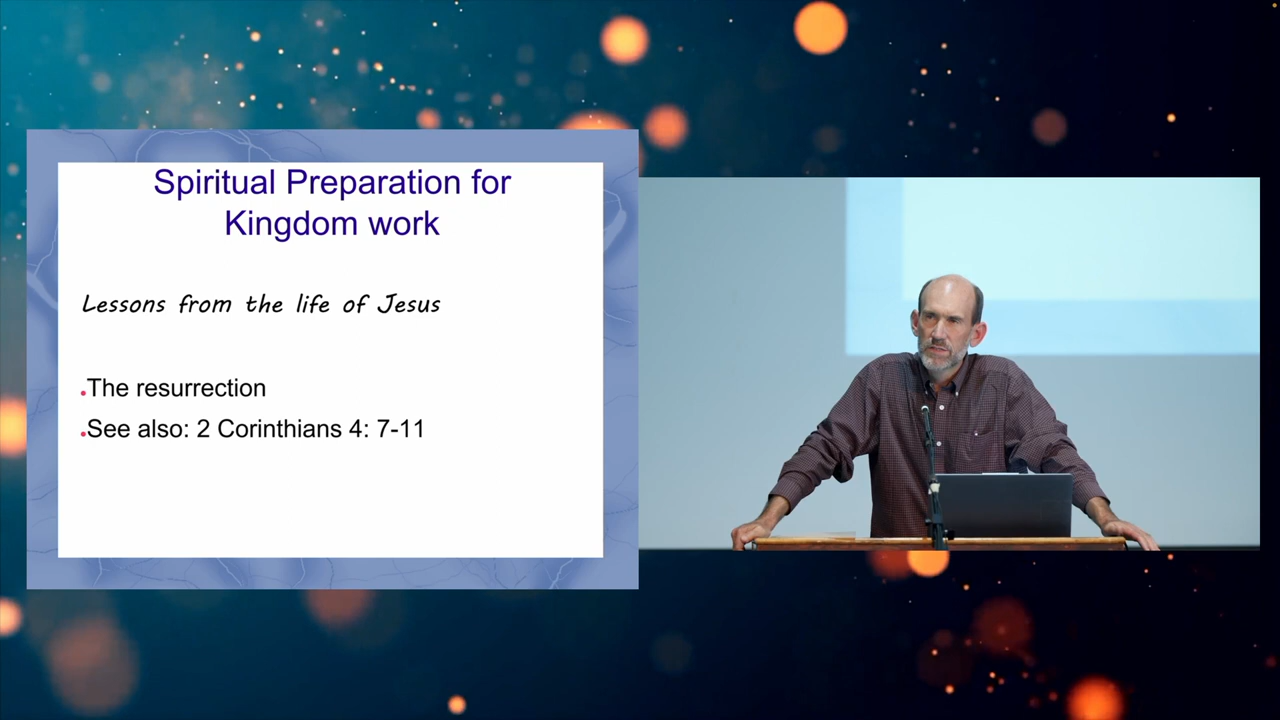 Spiritual Preparation for
Kingdom work
Lessons from the life of Jesus
.The resurrection
.See also: 2 Corinthians 4: 7-11